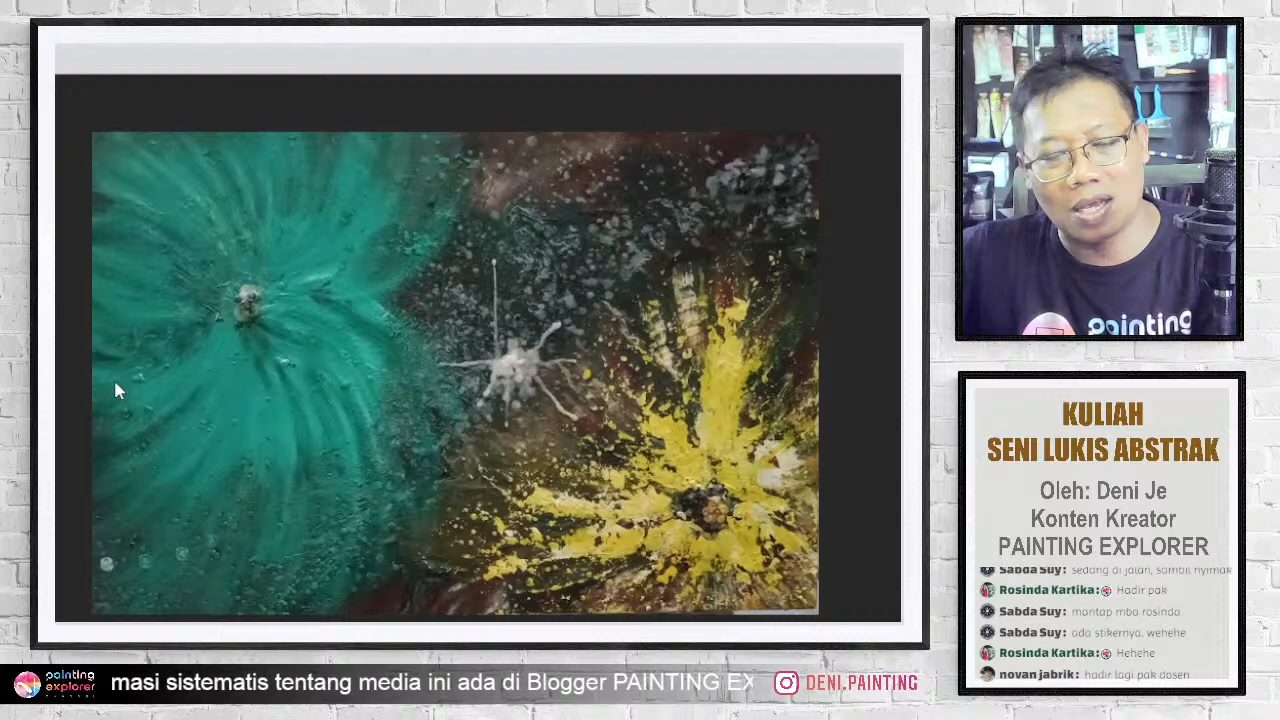 painting
KULIAH
SENI LUKIS ABSTRAK
Oleh: Deni Je
Konten Kreator
PAINTING EXPLORER
Sabda Suy: sedang di jalan, sambil nyimak
Rosinda Kartika: Hadir pak
Sabda Suy: mantap mba rosinda
Sabda Suy: ada stikernya, wehehe
Rosinda Kartika: Hehehe
novan jabrik: hadir lagi pak dosen
painting
explorer
CHANNEL
masi sistematis tentang media ini ada di Blogger PAINTING EX
DENI.PAINTING